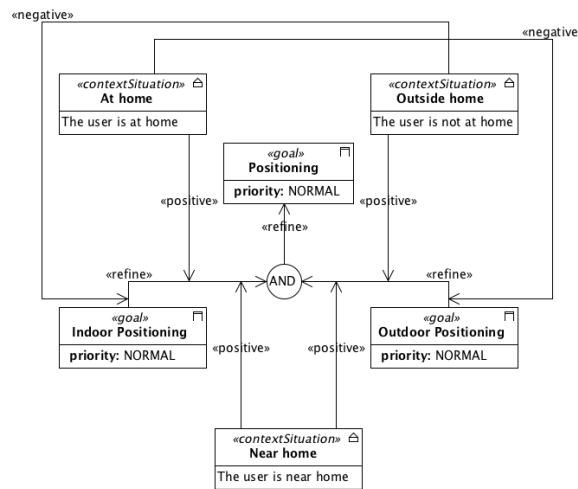 «negative»
«negative
«contextSituation»
At home
The user is at home
«contextSituation»
Outside home
The user is not at home
«goal»
Positioning
priority: NORMAL
«positive»
«positive»
«refine»
«refine»
AND
«refine»
«goal»
Indoor Positioning
priority: NORMAL
«goal»
Outdoor Positioning
priority: NORMAL
«positive»
«positive»
«contextSituation»
Near home
The user is near home